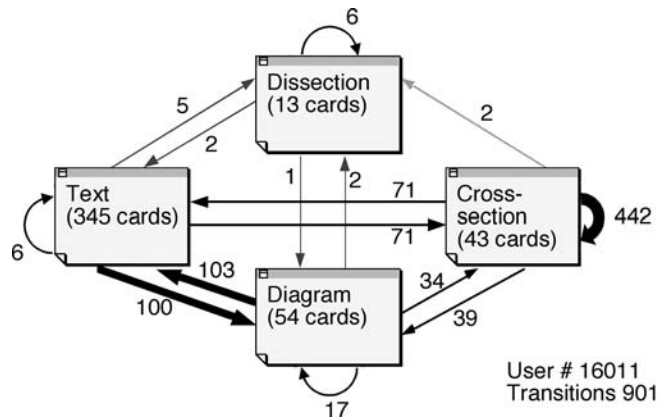 6
Dissection
(13 cards)
5
2
2
1
2
Text
(345 cards)
71
71
Cross-
section
(43 cards)
442
6
103
100
Diagram
(54 cards)
34
39
17
User # 16011
Transitions 901